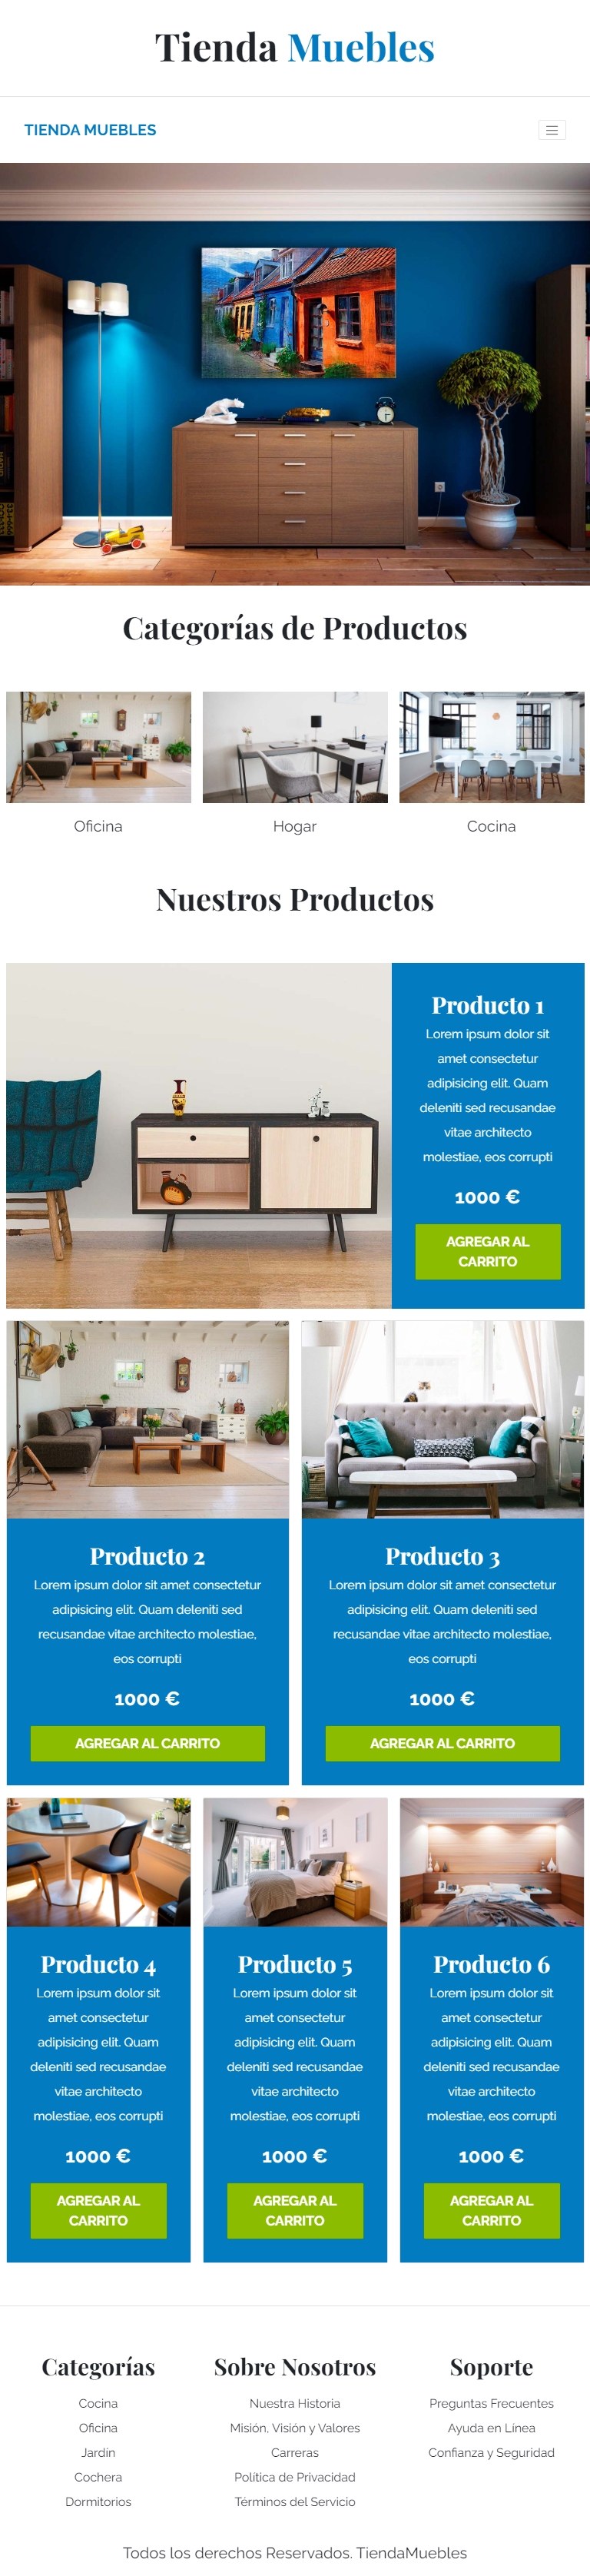 Tienda Muebles
TIENDA MUEBLES
Categorías de Productos
Oficina
Hogar
Cocina
Nuestros Productos
Producto 1
Lorem ipsum dolor sit
amet consectetur
adipisicing elit. Quam
deleniti sed recusandae
vitae architecto
molestiae, eos corrupti
1000 €
AGREGAR AL
CARRITO
Producto 2
Lorem ipsum dolor sit amet consectetur
adipisicing elit. Quam deleniti sed
recusandae vitae architecto molestiae,
eos corrupti
1000 €
AGREGAR AL CARRITO
Producto 3
Lorem ipsum dolor sit amet consectetur
adipisicing elit. Quam deleniti sed
recusandae vitae architecto molestiae,
eos corrupti
1000 €
AGREGAR AL CARRITO
Producto 4
Lorem ipsum dolor sit
amet consectetur
adipisicing elit. Quam
deleniti sed recusandae
vitae architecto
molestiae, eos corrupti
1000 €
AGREGAR AL
CARRITO
Producto 5
Lorem ipsum dolor sit
amet consectetur
adipisicing elit. Quam
deleniti sed recusandae
vitae architecto
molestiae, eos corrupti
1000 €
AGREGAR AL
CARRITO
Producto 6
Lorem ipsum dolor sit
amet consectetur
adipisicing elit. Quam
deleniti sed recusandae
vitae architecto
molestiae, eos corrupti
1000 €
AGREGAR AL
CARRITO
Categorías
Cocina
Oficina
Jardín
Cochera
Dormitorios
Sobre Nosotros
Nuestra Historia
Misión, Visión y Valores
Carreras
Política de Privacidad
Términos del Servicio
Soporte
Preguntas Frecuentes
Ayuda en Línea
Confianza y Seguridad
Todos los derechos Reservados. TiendaMuebles